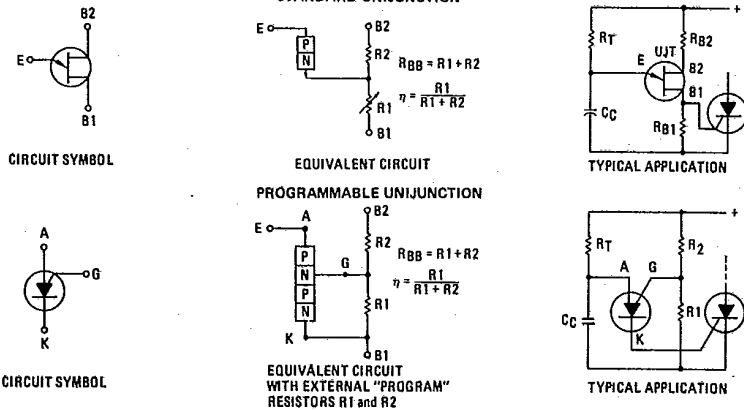 STANDARD UNIJUNCTION
B2
E
B1
CIRCUIT SYMBOL
E
P
N
B2
R2
R1
B1
RBB = R1 + R2
η = R1 / R1 + R2
EQUIVALENT CIRCUIT
+
RT
RB2
UJT
E
B2
B1
CC
RB1
TYPICAL APPLICATION
PROGRAMMABLE UNIJUNCTION
A
G
K
CIRCUIT SYMBOL
A
E
P
N
P
N
G
K
B2
R2
R1
B1
RBB = R1 + R2
η = R1 / R1 + R2
EQUIVALENT CIRCUIT
WITH EXTERNAL "PROGRAM"
RESISTORS R1 and R2
+
RT
R2
A
G
R1
CC
K
TYPICAL APPLICATION